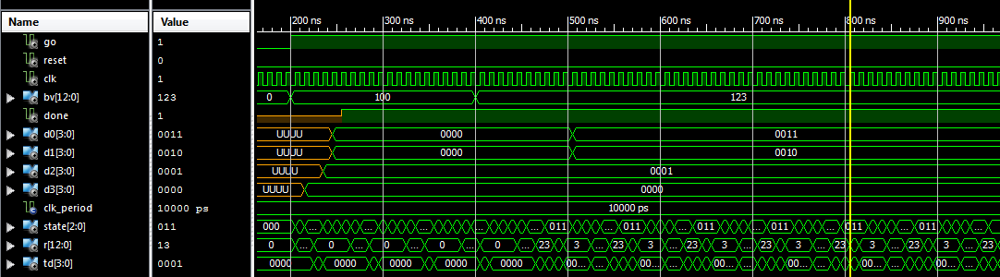 Name Value 200 ns 300 ns 400 ns 500 ns 600 ns 700 ns 800 ns 900 ns
go 1
reset 0
clk 1
bv[12:0] 123 0 100 123
done 1
d0[3:0] 0011 UUUU 0000 0011
d1[3:0] 0010 UUUU 0000 0010
d2[3:0] 0001 UUUU 0001
d3[3:0] 0000 UUUU 0000
clk_period 10000 ps 10000 ps
state[2:0] 011 000 ... ... ... ... ... 011 ... 011 ... 011 ... 011 ... 011 ... 011 ...
r[12:0] 13 0 ... 0 ... 0 ... 0 ... 0 ... 23 3 ... 23 3 ... 23 3 ... 23 3 ... 23 3 ... 23 3 ...
td[3:0] 0001 0000 0000 0000 0000 0000 00... ... 00... ... 00... ... 00... ... 00... ... 00... ...